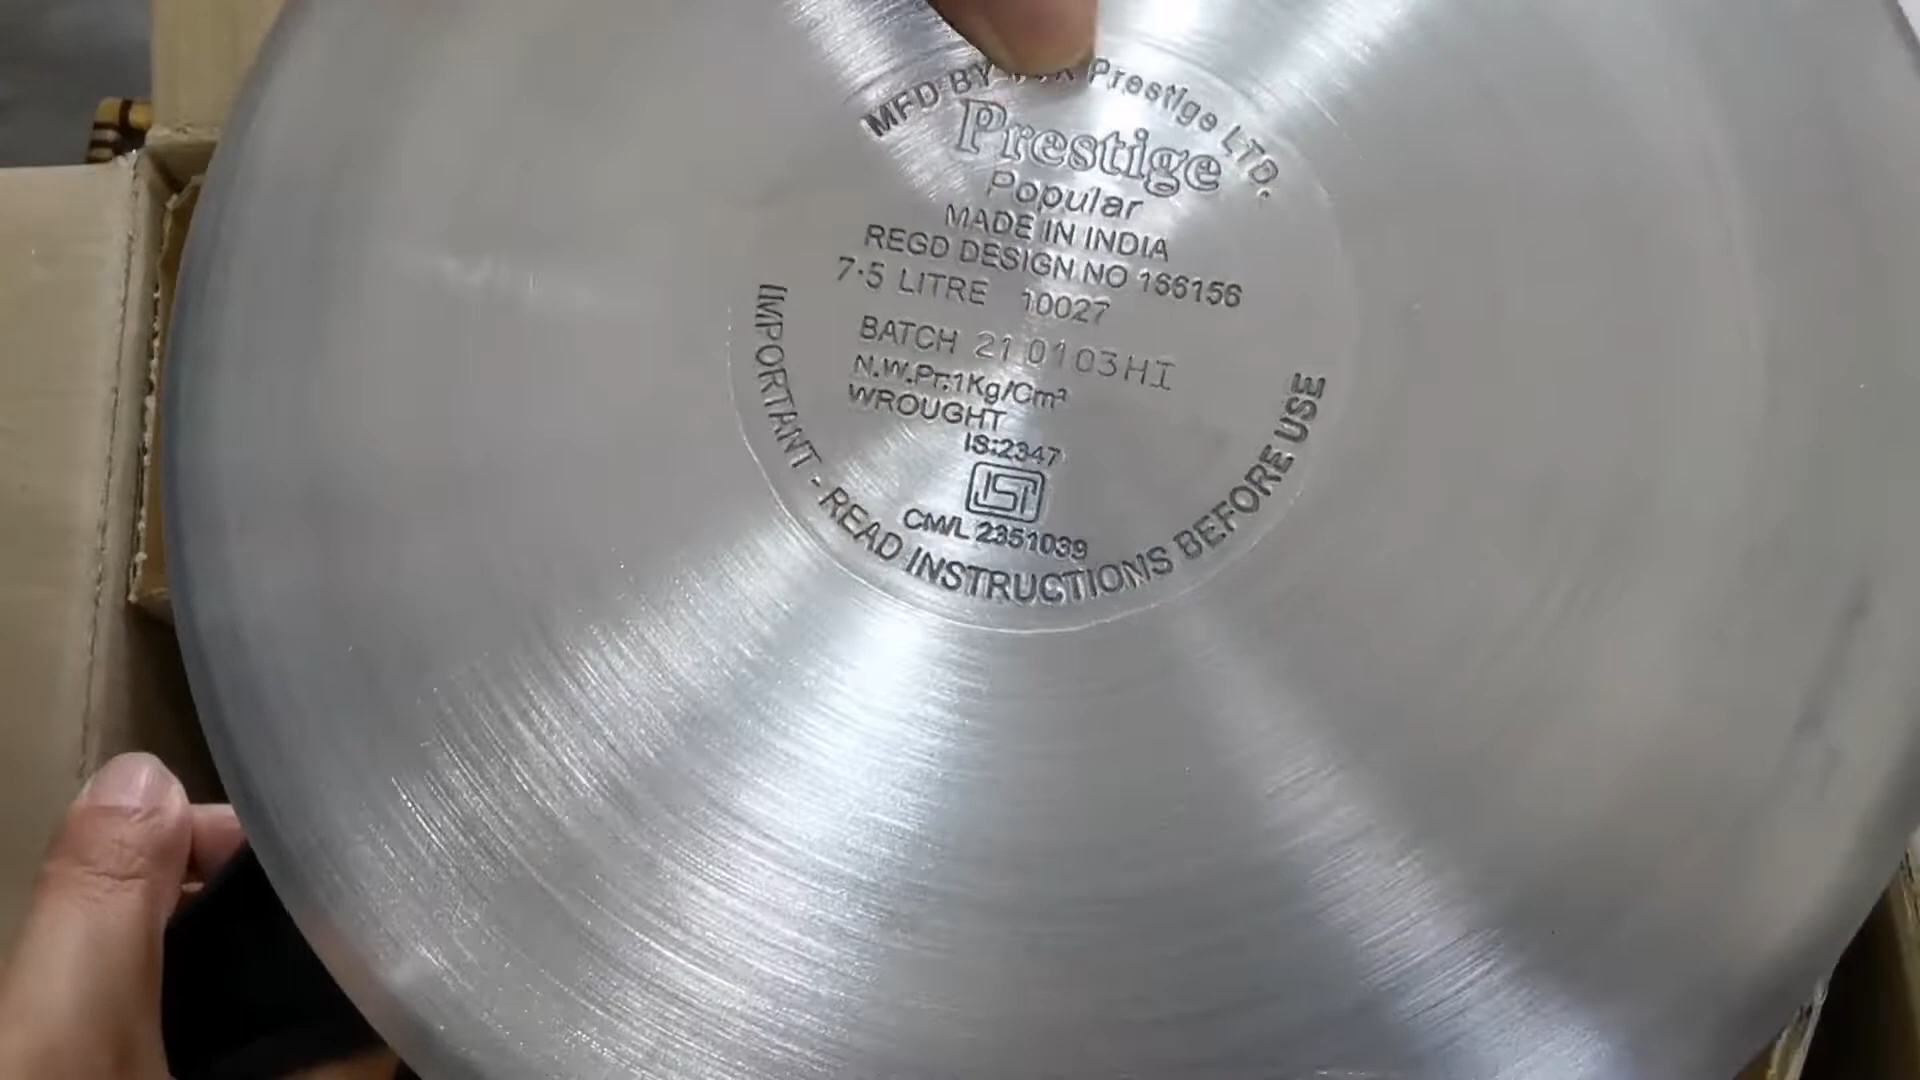 MFD BY Prestige LTD.
Prestige
Popular
MADE IN INDIA
REGD DESIGN NO 166156
7.5 LITRE 10027
BATCH 210103HI
N.W.Pr.1Kg/Cm²
WROUGHT
IS:2347
ISI
CM/L 2351039
IMPORTANT - READ INSTRUCTIONS BEFORE USE